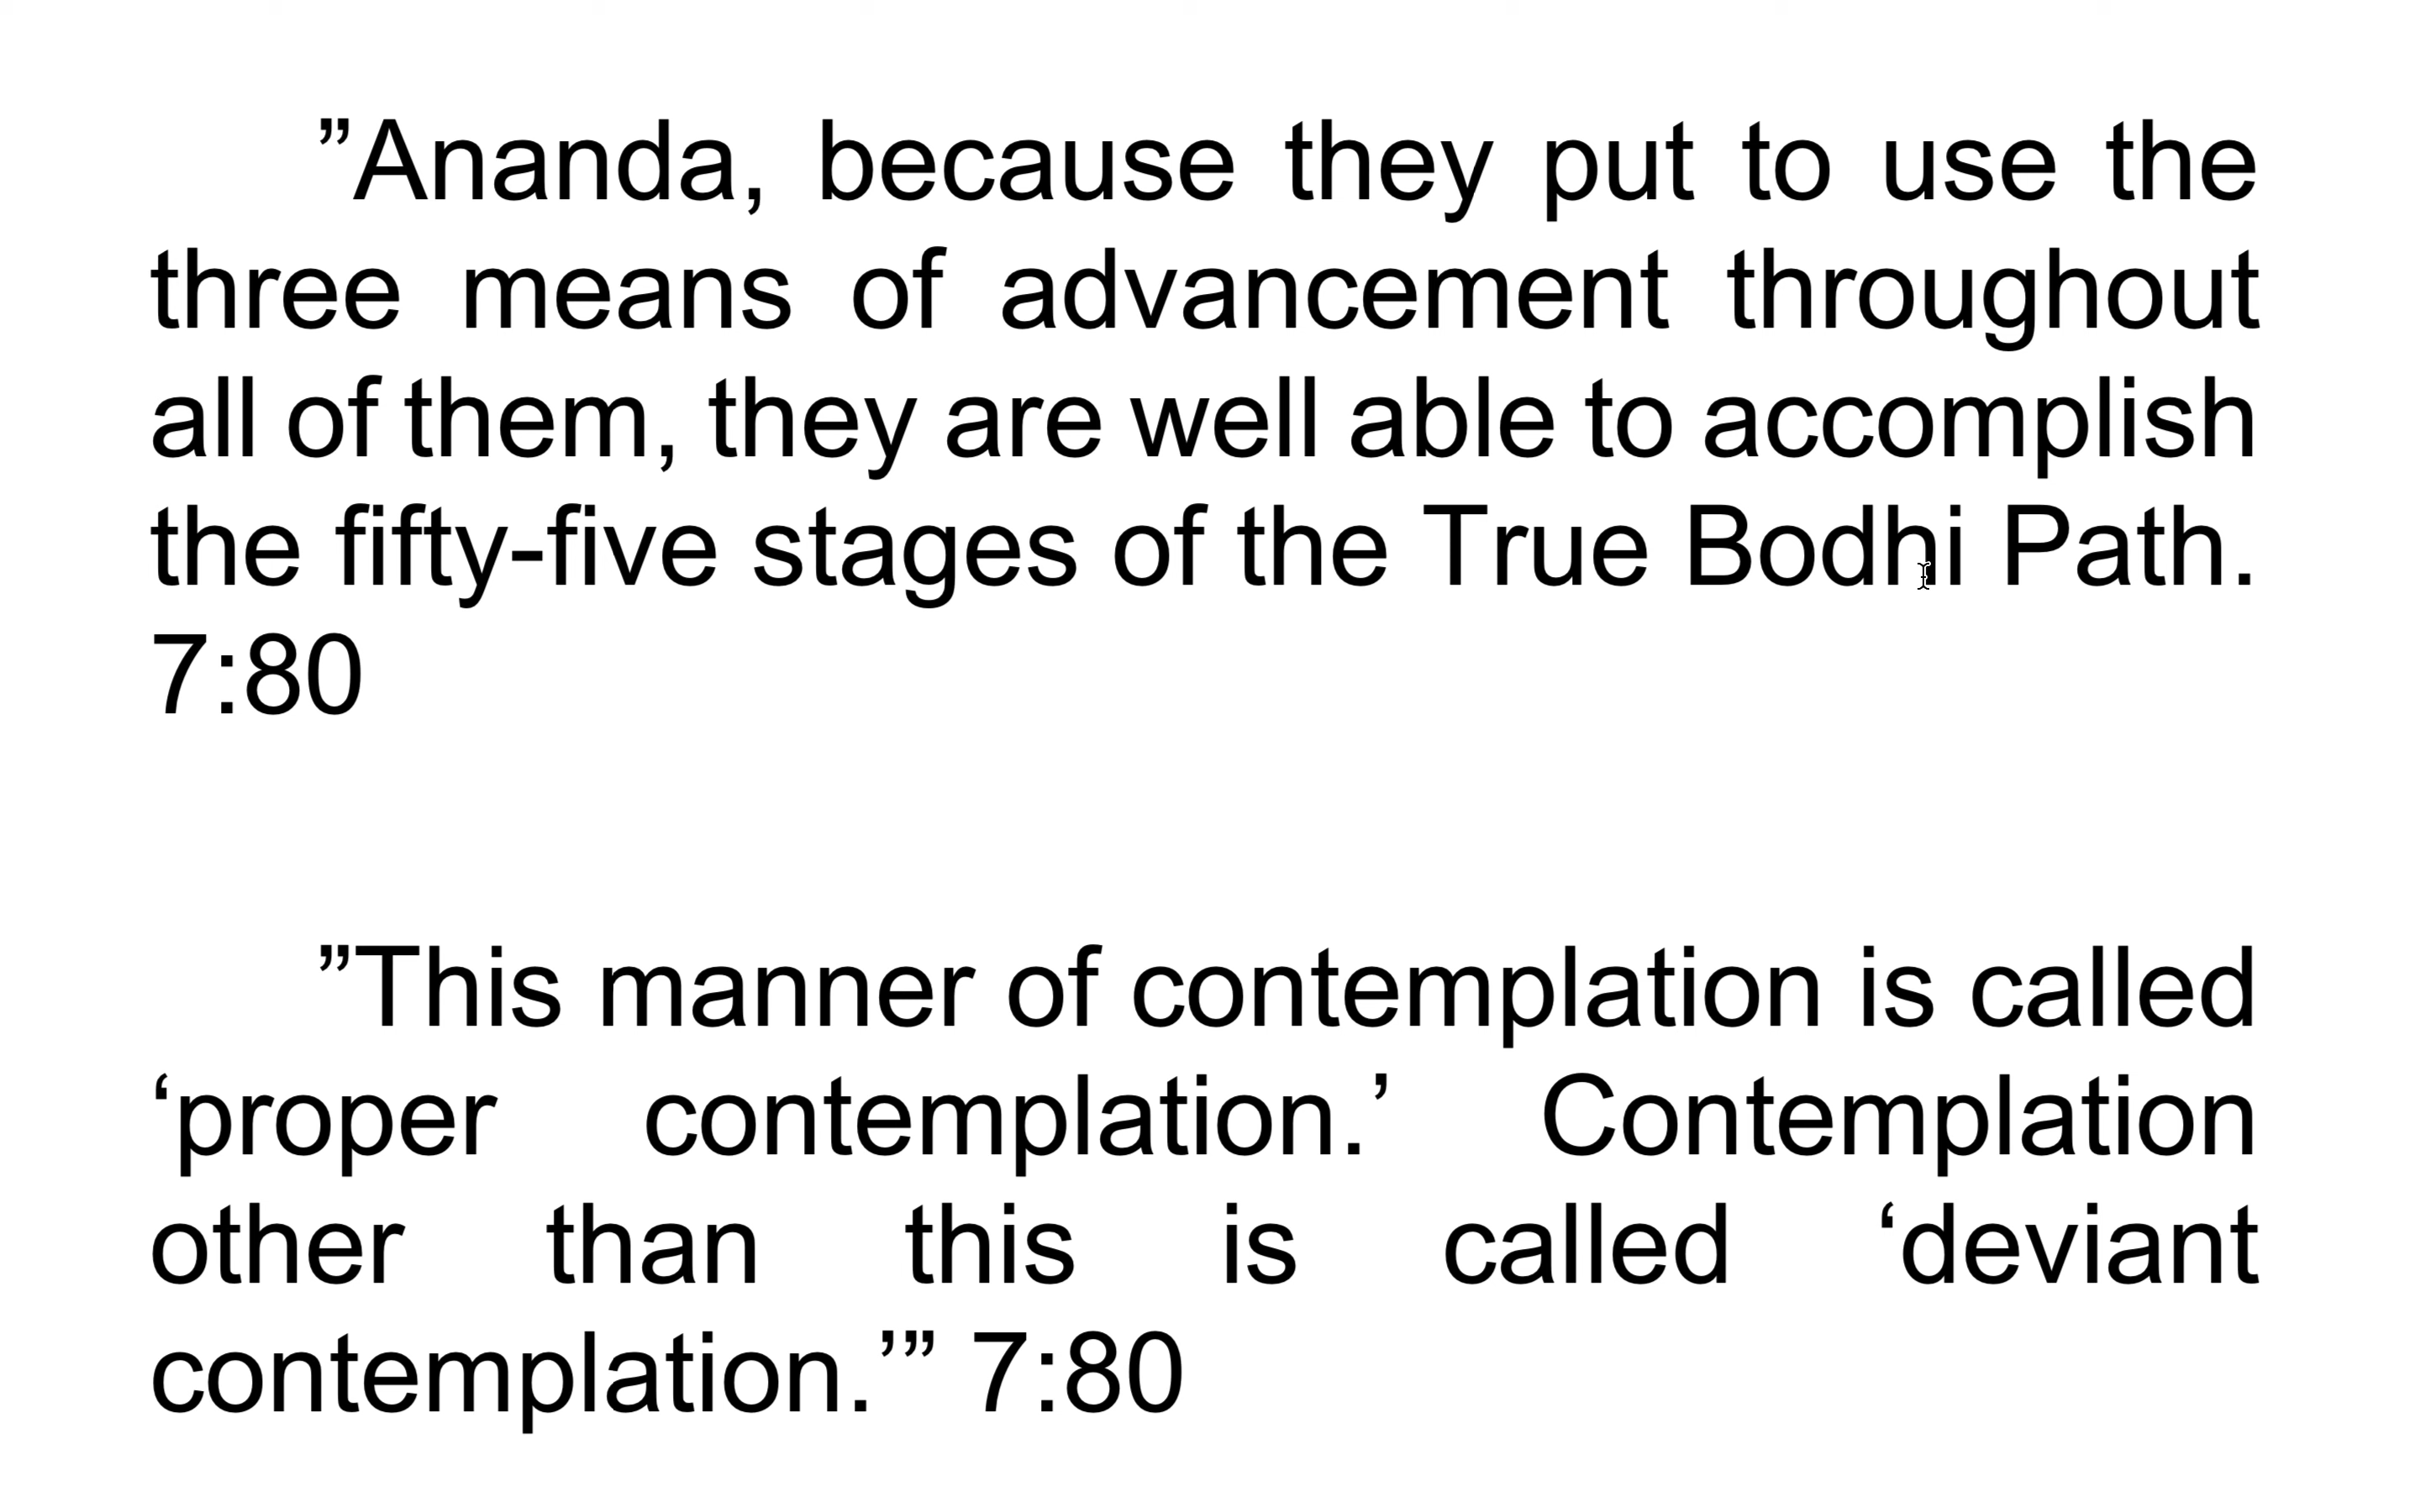 ”Ananda, because they put to use the
three means of advancement throughout
all of them, they are well able to accomplish
the fifty-five stages of the True Bodhi Path.
7:80
”This manner of contemplation is called
‘proper contemplation.’ Contemplation
other than this is called ‘deviant
contemplation.’” 7:80